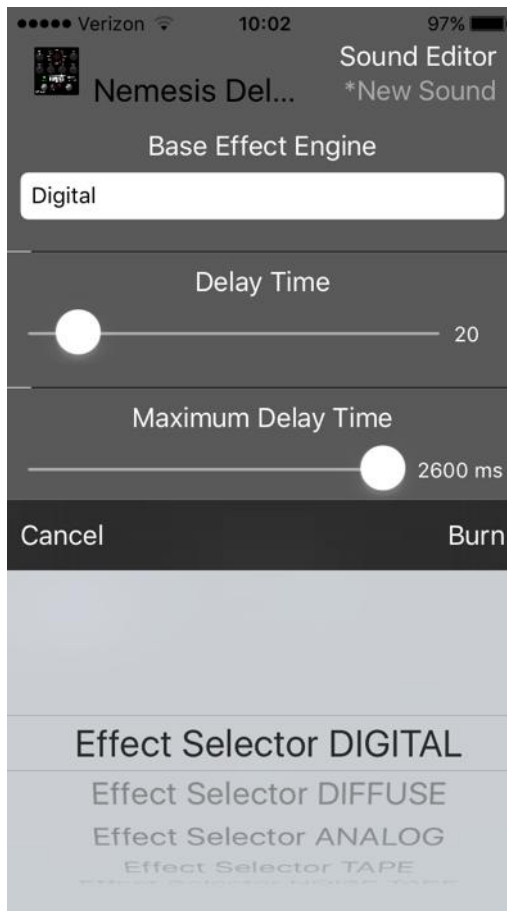 Verizon 10:02 97%
Sound Editor
Nemesis Del... *New Sound
Base Effect Engine
Digital
Delay Time
20
Maximum Delay Time
2600 ms
Cancel Burn
Effect Selector DIGITAL
Effect Selector DIFFUSE
Effect Selector ANALOG
Effect Selector TAPE